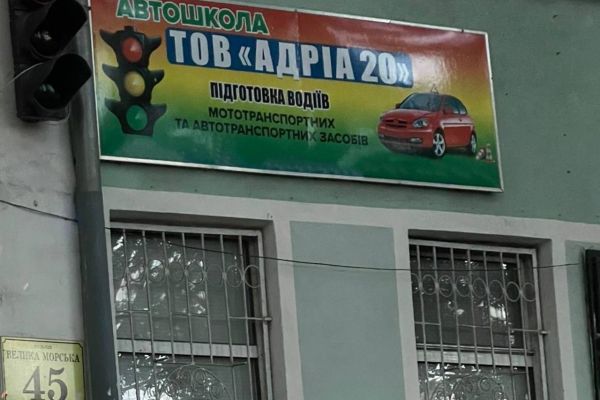 АВТОШКОЛА
ТОВ «АДРІА 20»
ПІДГОТОВКА ВОДІЇВ
МОТОТРАНСПОРТНИХ
ТА АВТОТРАНСПОРТНИХ ЗАСОБІВ
ВЕЛИКА МОРСЬКА
45